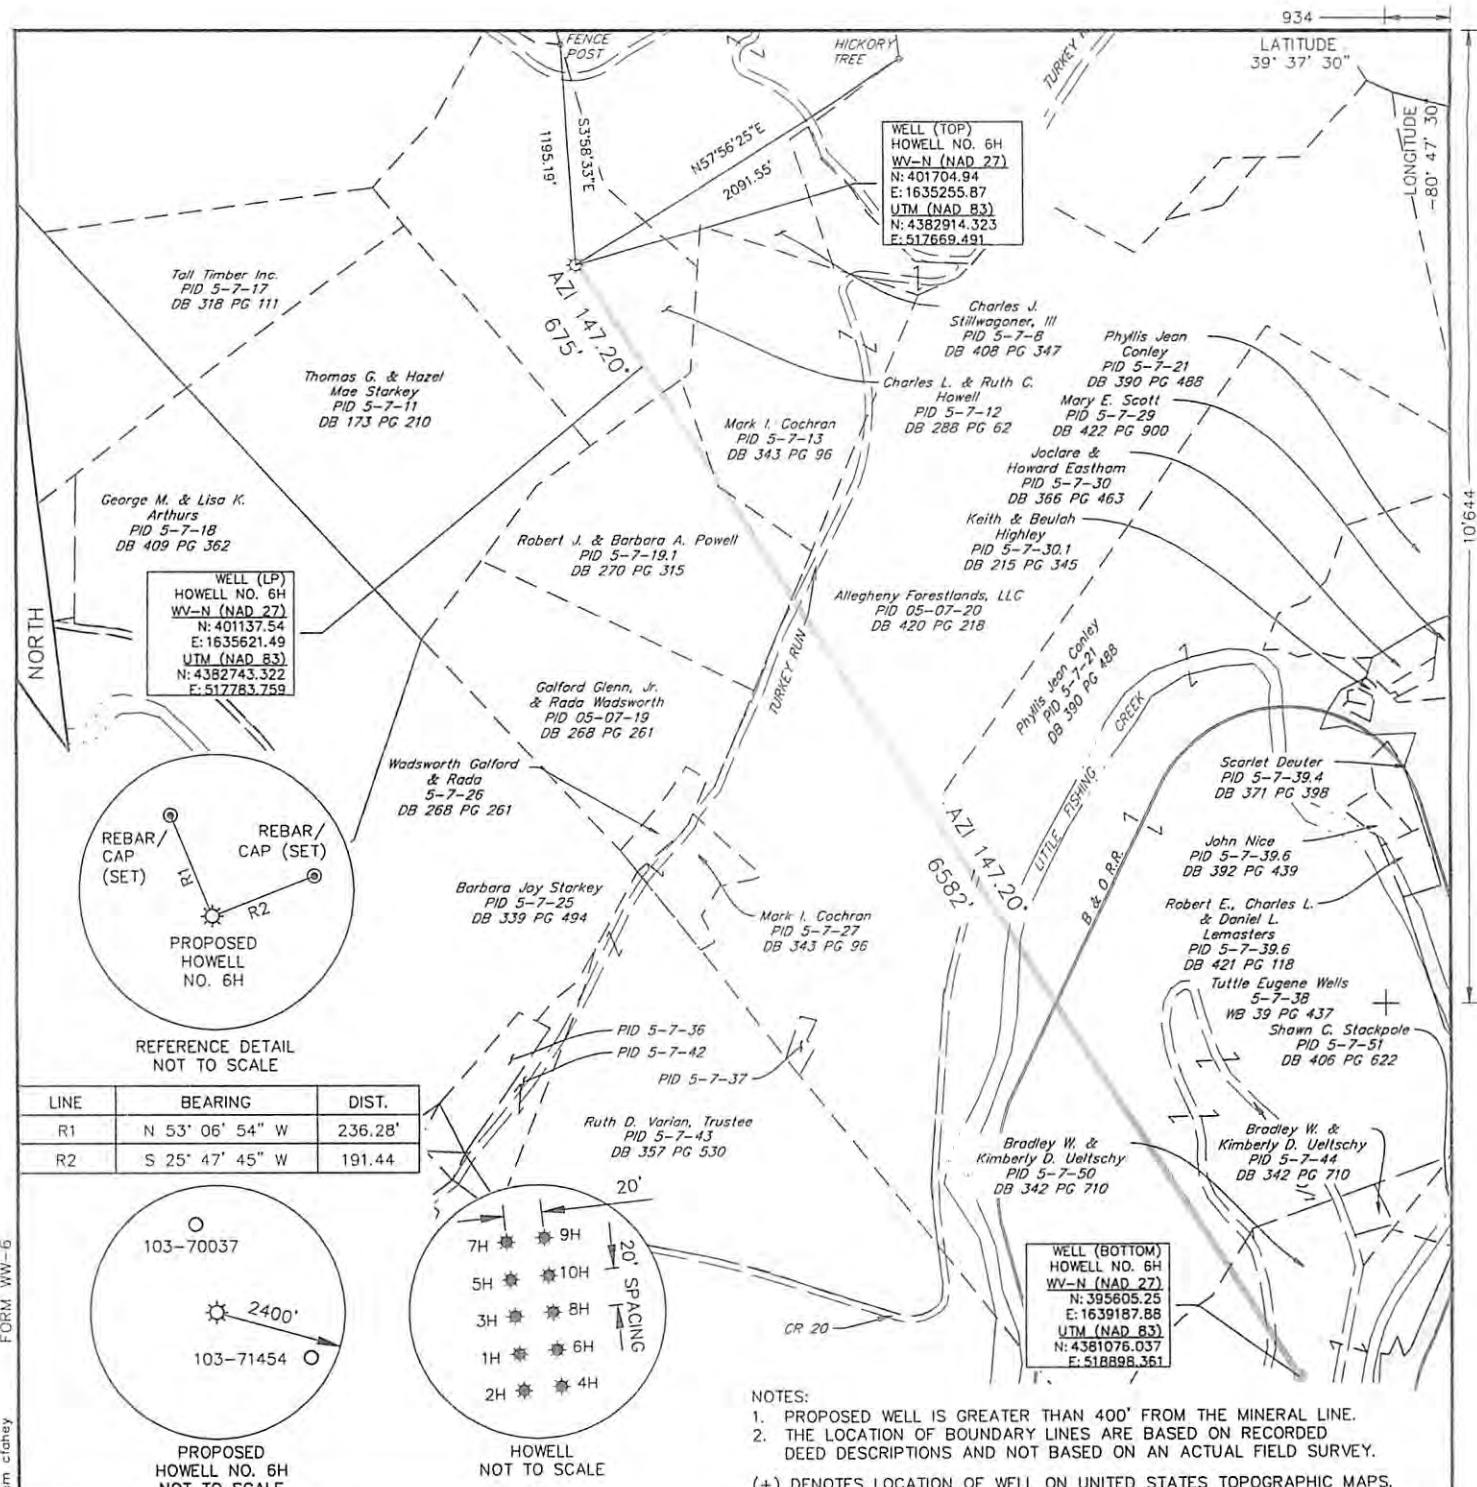 934
LATITUDE
39° 37' 30"
LONGITUDE
-80° 47' 30"
10'644
FENCE
POST
HICKORY
TREE
S3°58'33"E
1195.19'
N57°56'25"E
2091.55'
WELL (TOP)
HOWELL NO. 6H
WV-N (NAD 27)
N: 401704.94
E: 1635255.87
UTM (NAD 83)
N: 4382914.323
E: 517669.491
AZI 147.20°
675'
Tall Timber Inc.
PID 5-7-17
DB 318 PG 111
Thomas G. & Hazel
Mae Starkey
PID 5-7-11
DB 173 PG 210
Charles J.
Stillwagoner, III
PID 5-7-8
DB 408 PG 347
Charles L. & Ruth C.
Howell
PID 5-7-12
DB 288 PG 62
Mark I. Cochran
PID 5-7-13
DB 343 PG 96
Phyllis Jean
Conley
PID 5-7-21
DB 390 PG 488
Mary E. Scott
PID 5-7-29
DB 422 PG 900
Joclare &
Howard Eastham
PID 5-7-30
DB 366 PG 463
Keith & Beulah
Highley
PID 5-7-30.1
DB 215 PG 345
George M. & Lisa K.
Arthurs
PID 5-7-18
DB 409 PG 362
Robert J. & Barbara A. Powell
PID 5-7-19.1
DB 270 PG 315
Allegheny Forestlands, LLC
PID 05-07-20
DB 420 PG 218
WELL (LP)
HOWELL NO. 6H
WV-N (NAD 27)
N: 401137.54
E: 1635621.49
UTM (NAD 83)
N: 4382743.322
E: 517783.759
NORTH
Phyllis Jean Conley
PID 5-7-21
DB 390 PG 488
TURKEY RUN
LITTLE FISHING CREEK
B & O R.R.
Galford Glenn, Jr.
& Rada Wadsworth
PID 05-07-19
DB 268 PG 261
Wadsworth Galford
& Rada
5-7-26
DB 268 PG 261
Scarlet Deuter
PID 5-7-39.4
DB 371 PG 398
John Nice
PID 5-7-39.6
DB 392 PG 439
Robert E., Charles L.
& Daniel L.
Lemasters
PID 5-7-39.6
DB 421 PG 118
Tuttle Eugene Wells
5-7-38
WB 39 PG 437
Shawn C. Stackpole
PID 5-7-51
DB 406 PG 622
AZI 147.20°
6582'
Barbara Jay Starkey
PID 5-7-25
DB 339 PG 494
Mark I. Cochran
PID 5-7-27
DB 343 PG 96
REBAR/
CAP
(SET)
REBAR/
CAP (SET)
R1
R2
PROPOSED
HOWELL
NO. 6H
REFERENCE DETAIL
NOT TO SCALE
PID 5-7-36
PID 5-7-42
PID 5-7-37
LINE BEARING DIST.
R1 N 53° 06' 54" W 236.28'
R2 S 25° 47' 45" W 191.44
Ruth D. Varian, Trustee
PID 5-7-43
DB 357 PG 530
Bradley W. &
Kimberly D. Ueltschy
PID 5-7-50
DB 342 PG 710
Bradley W. &
Kimberly D. Ueltschy
PID 5-7-44
DB 342 PG 710
103-70037
2400'
103-71454
PROPOSED
HOWELL NO. 6H
NOT TO SCALE
20'
7H 9H
5H 10H
3H 8H
1H 6H
2H 4H
20' SPACING
HOWELL
NOT TO SCALE
CR 20
WELL (BOTTOM)
HOWELL NO. 6H
WV-N (NAD 27)
N: 395605.25
E: 1639187.88
UTM (NAD 83)
N: 4381076.037
E: 518898.361
NOTES:
1. PROPOSED WELL IS GREATER THAN 400' FROM THE MINERAL LINE.
2. THE LOCATION OF BOUNDARY LINES ARE BASED ON RECORDED
DEED DESCRIPTIONS AND NOT BASED ON AN ACTUAL FIELD SURVEY.
(+) DENOTES LOCATION OF WELL ON UNITED STATES TOPOGRAPHIC MAPS.
FORM WW-6
cfahey